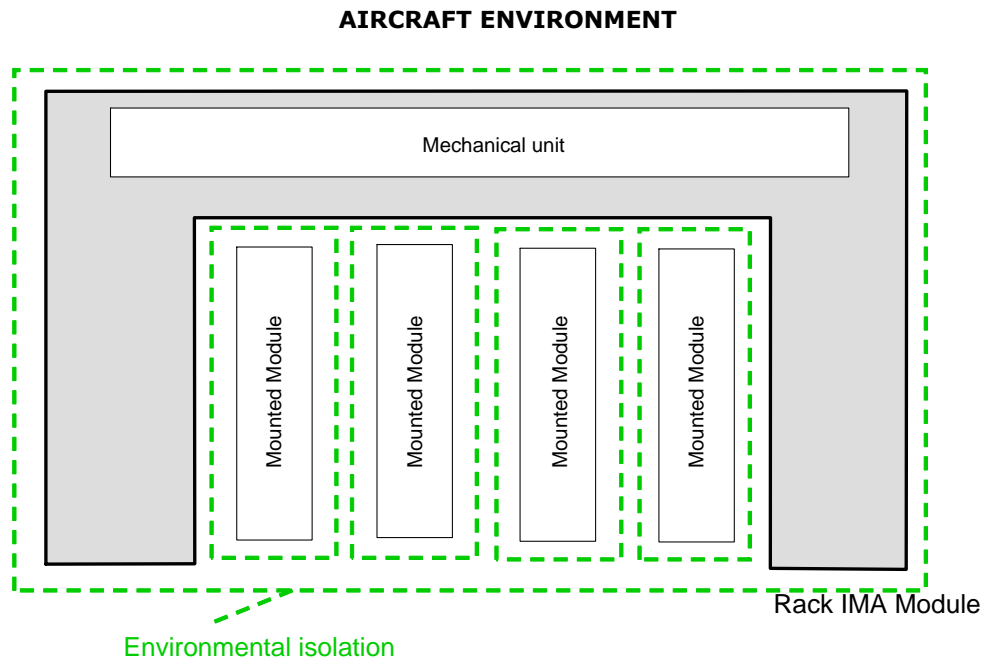 AIRCRAFT ENVIRONMENT
Mechanical unit
Mounted Module
Mounted Module
Mounted Module
Mounted Module
Rack IMA Module
Environmental isolation